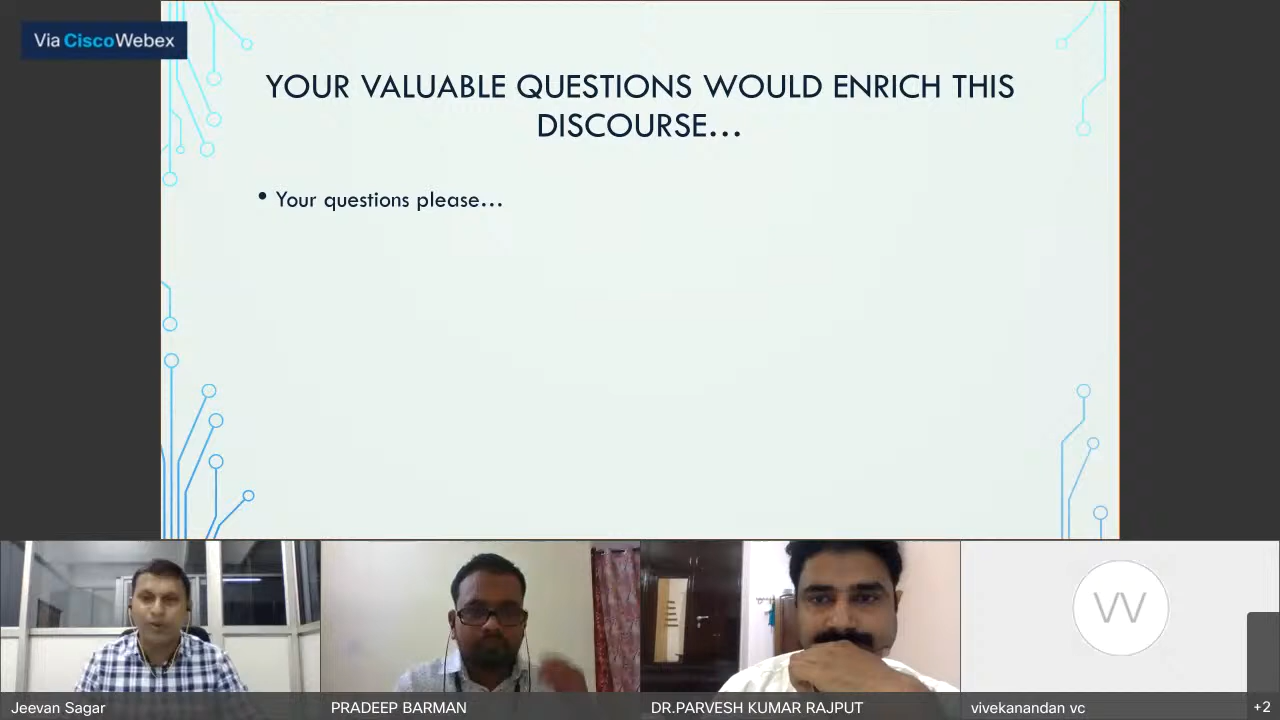 Via CiscoWebex
YOUR VALUABLE QUESTIONS WOULD ENRICH THIS
DISCOURSE...
• Your questions please...
VV
Jeevan Sagar
PRADEEP BARMAN
DR.PARVESH KUMAR RAJPUT
vivekanandan vc
+2